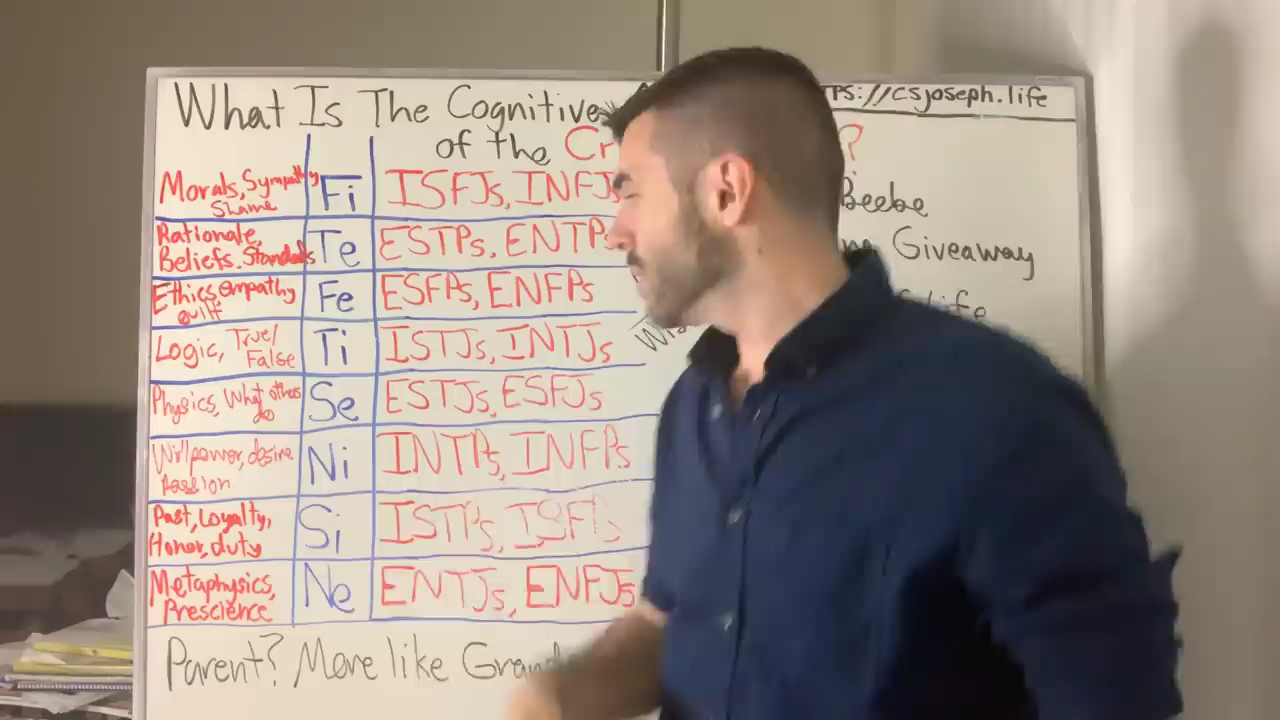 What Is The Cognitive
of the Cr
?
https://csjoseph.life
Beebe
Giveaway
life
Morals, Sympathy
Shame
Fi
ISFJs, INFJs
Rationale,
Beliefs. Standards
Te
ESTPs, ENTPs
Ethics, empathy
guilt
Fe
ESFPs, ENFPs
Logic, True/
False
Ti
ISTJs, INTJs
Physics, What others
do
Se
ESTJs, ESFJs
Willpower, desire
Passion
Ni
INTPs, INFPs
Past, Loyalty,
Honor, duty
Si
ISTPs, ISFPs
Metaphysics,
Prescience
Ne
ENTJs, ENFJs
Parent? More like Grand